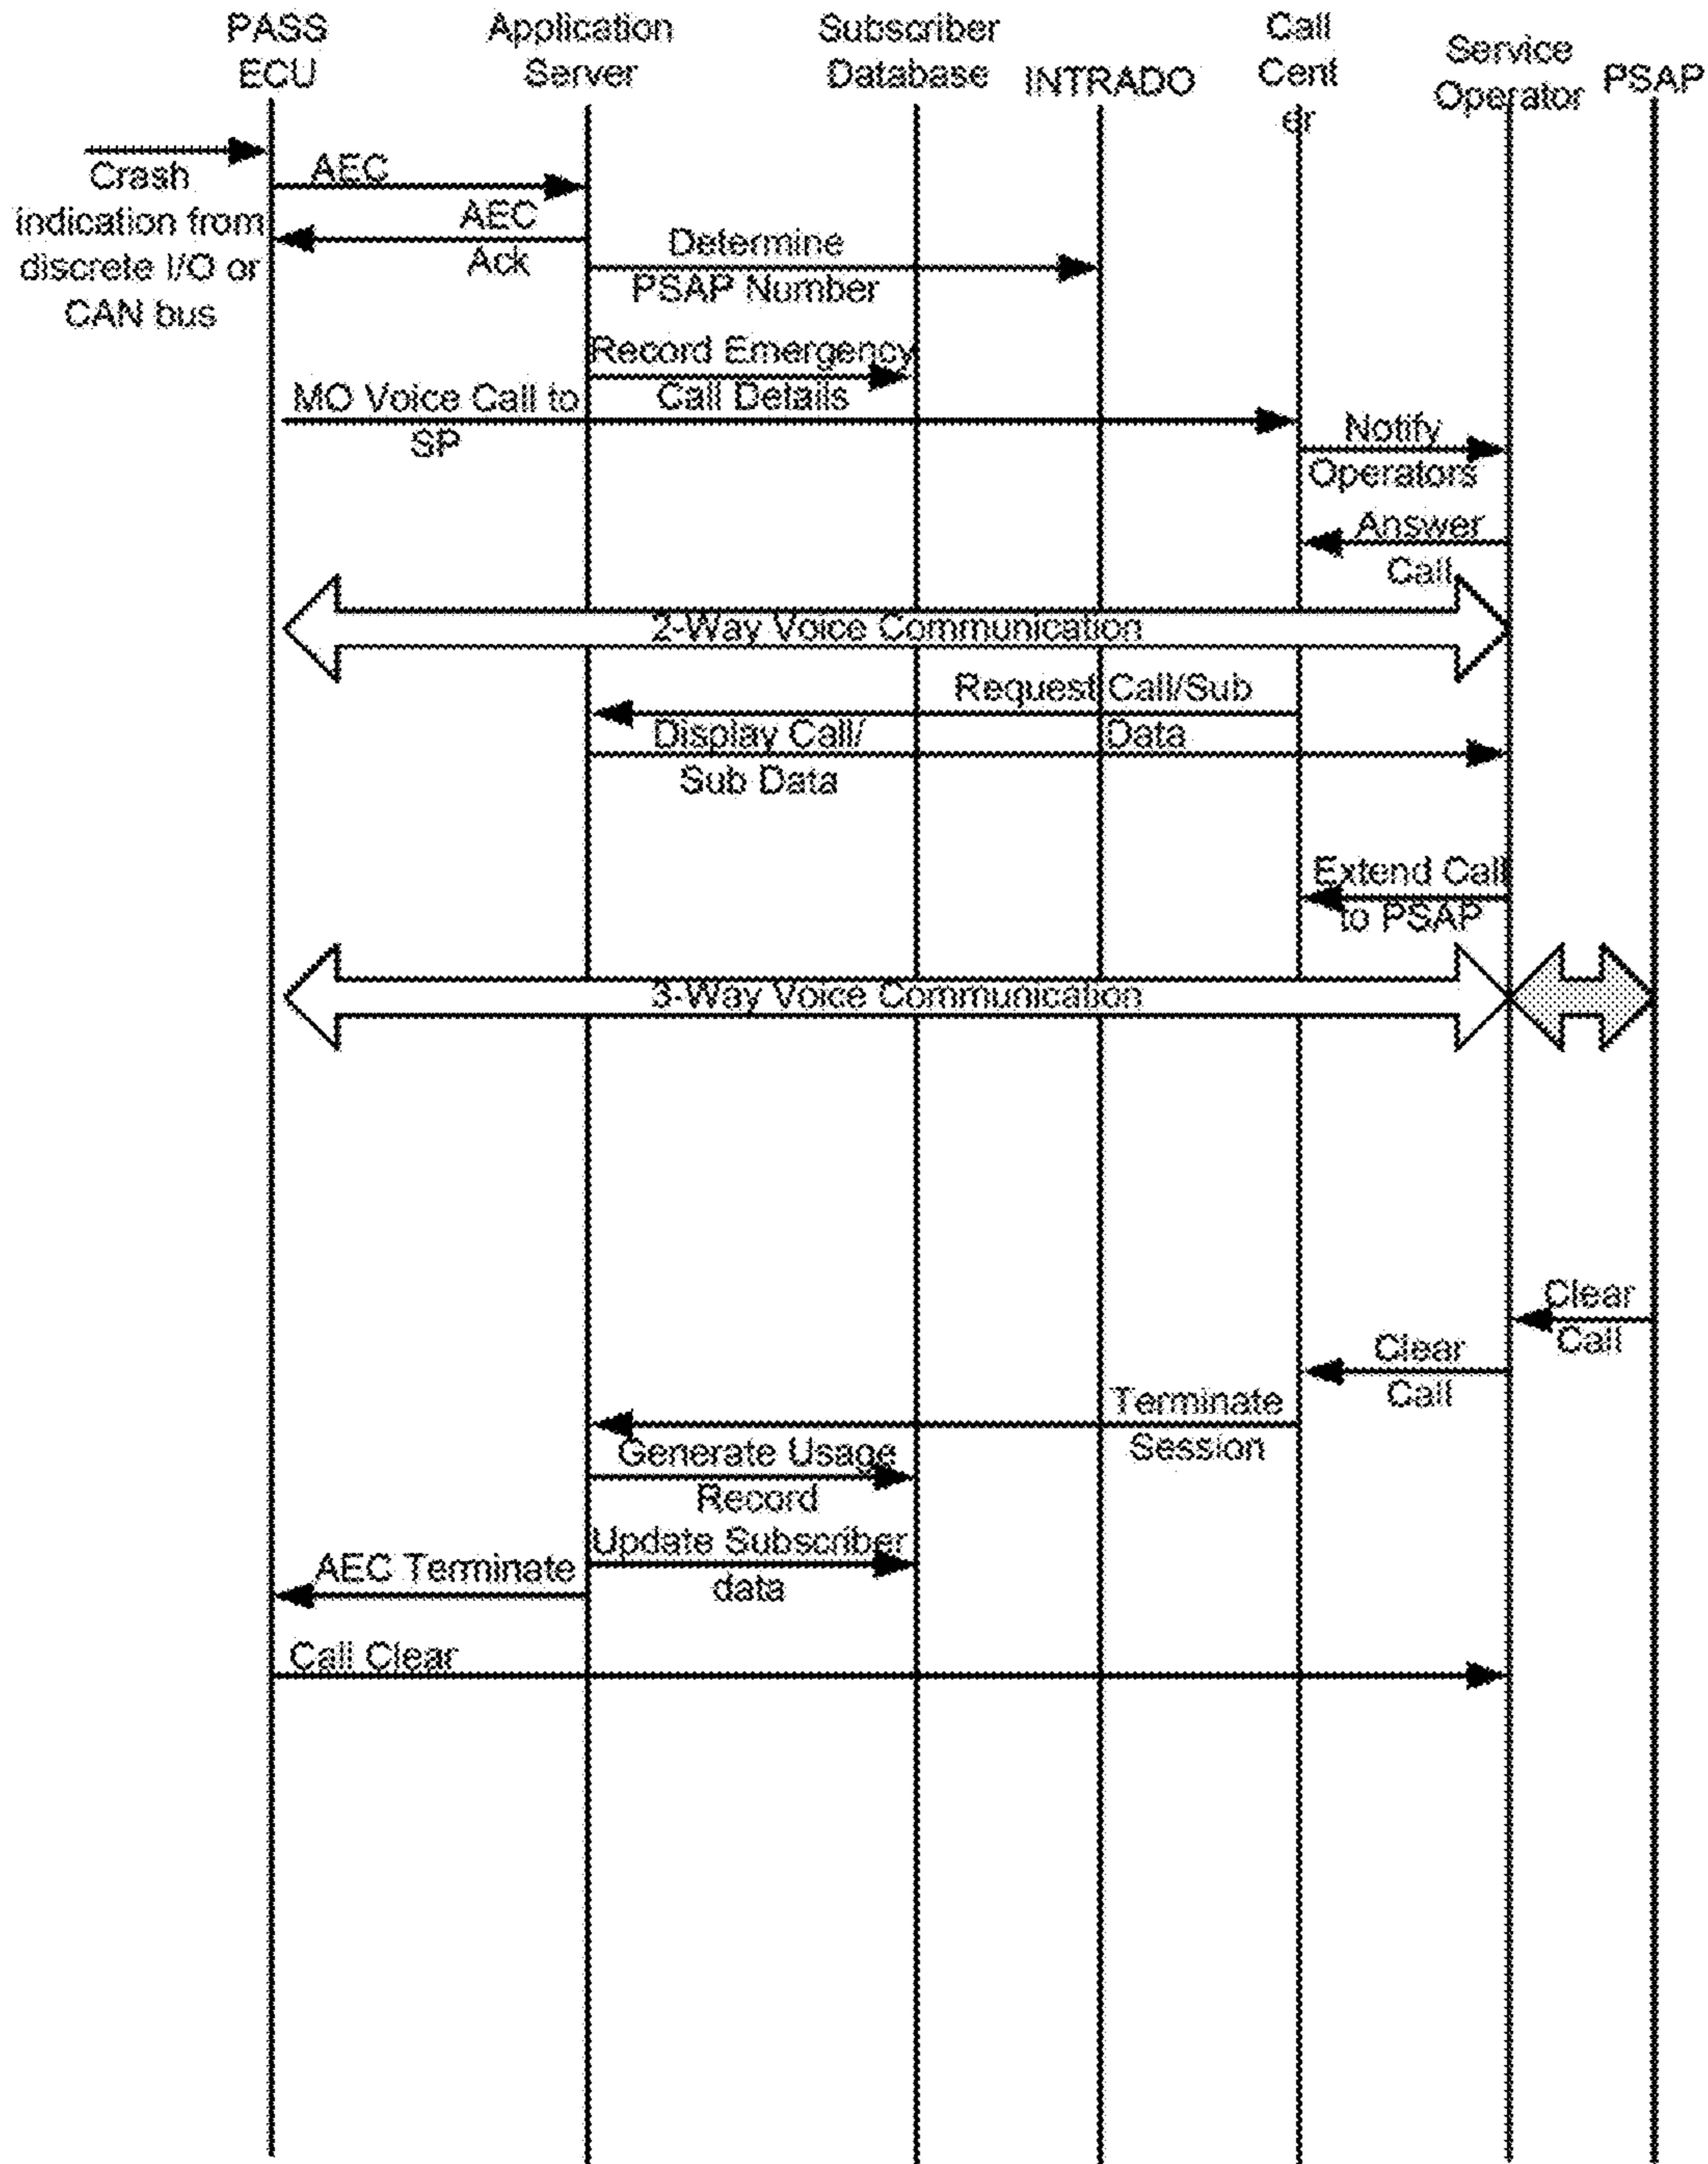 PASS
ECU
Application
Server
Subscriber
Database
INTRADO
Call
Cent
er
Service
Operator
PSAP
Crash
indication from
discrete I/O or
CAN bus
AEC
AEC
Ack
Determine
PSAP Number
Record Emergency
Call Details
MO Voice Call to
SP
Notify
Operators
Answer
Call
2-Way Voice Communication
Request Call/Sub
Data
Display Call/
Sub Data
Extend Call
to PSAP
3-Way Voice Communication
Clear
Call
Clear
Call
Terminate
Session
Generate Usage
Record
Update Subscriber
data
AEC Terminate
Call Clear